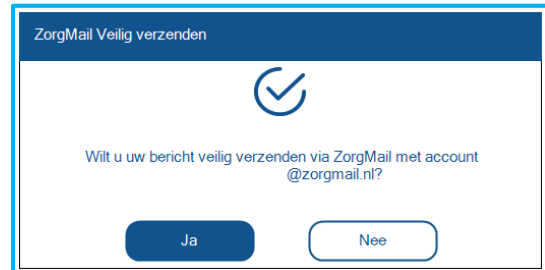 ZorgMail Veilig verzenden
Wilt u uw bericht veilig verzenden via ZorgMail met account
@zorgmail.nl?
Ja
Nee